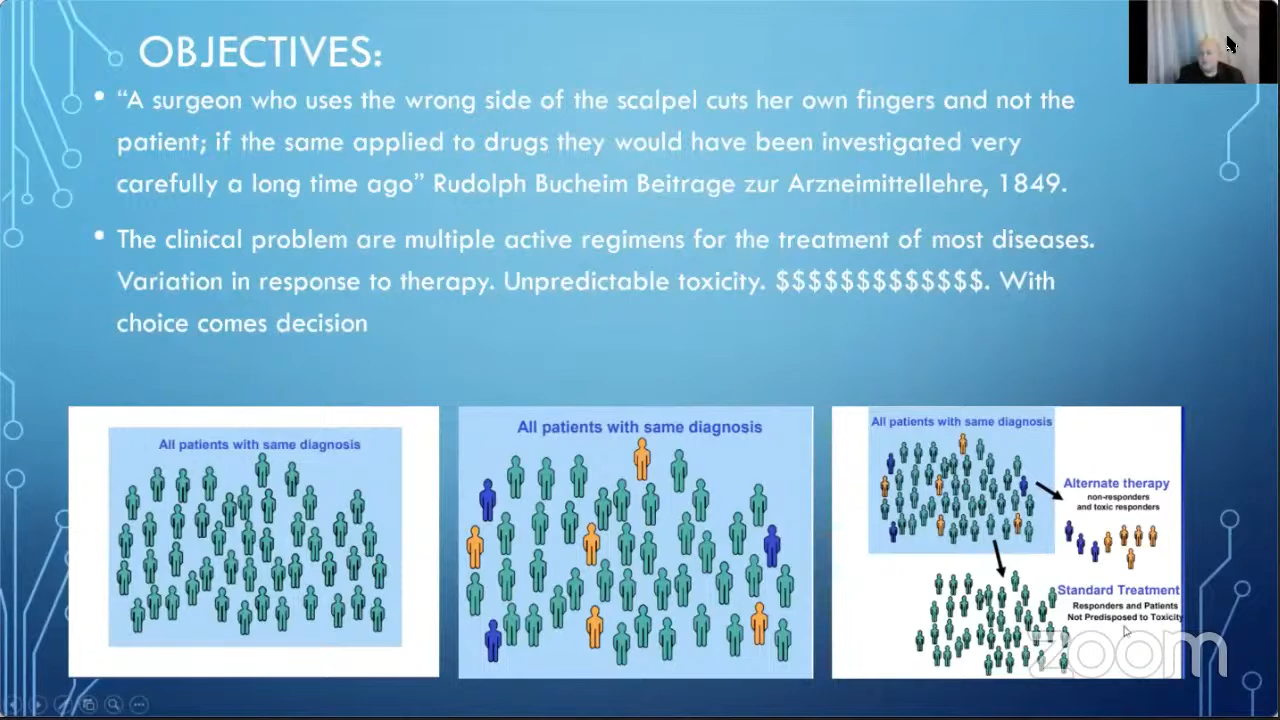 OBJECTIVES:
• “A surgeon who uses the wrong side of the scalpel cuts her own fingers and not the
patient; if the same applied to drugs they would have been investigated very
carefully a long time ago” Rudolph Bucheim Beitrage zur Arzneimittellehre, 1849.
• The clinical problem are multiple active regimens for the treatment of most diseases.
Variation in response to therapy. Unpredictable toxicity. $$$$$$$$$$$$$. With
choice comes decision
All patients with same diagnosis
All patients with same diagnosis
All patients with same diagnosis
Alternate therapy
non-responders
and toxic responders
Standard Treatment
Responders and Patients
Not Predisposed to Toxicity
zoom